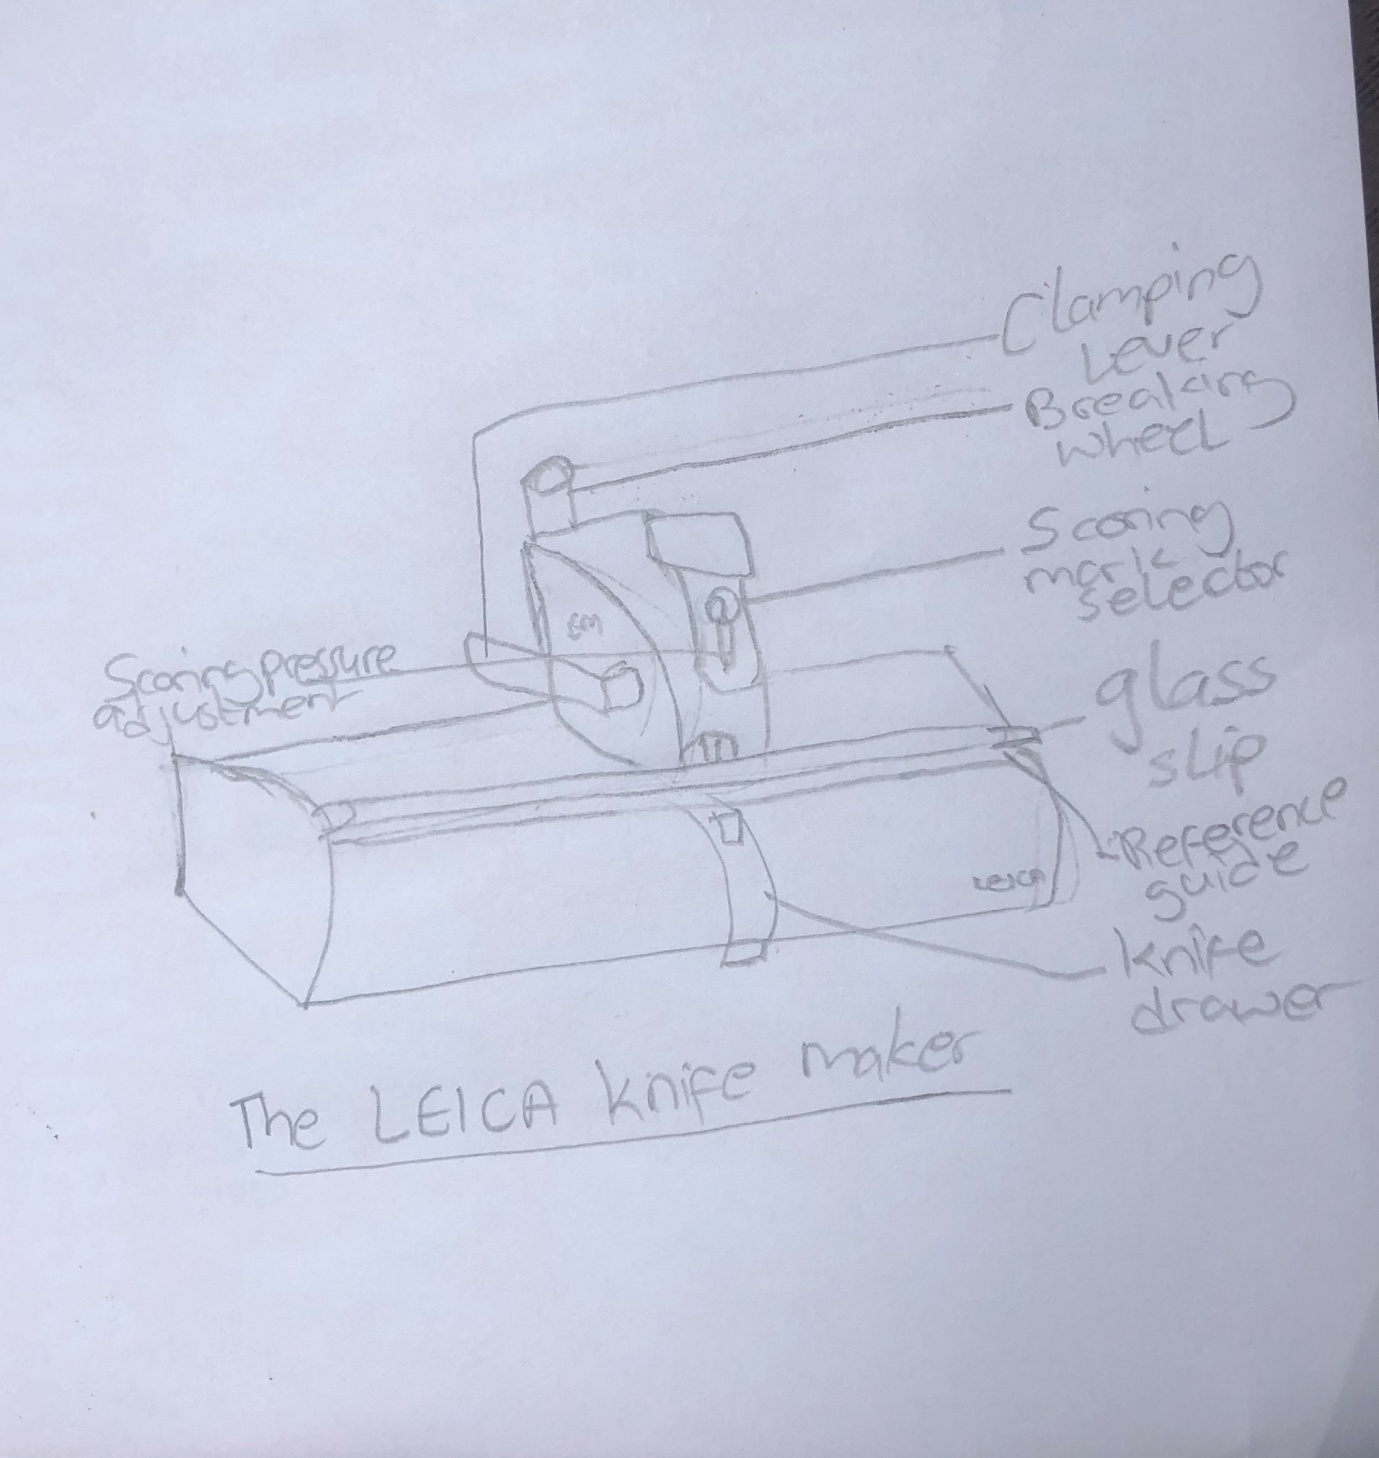 Clamping
Lever
Breaking
wheel
Scoring
mark
selector
Scoring pressure
adjustment
glass
slip
Reference
guide
LEICA
knife
drawer
The LEICA knife maker